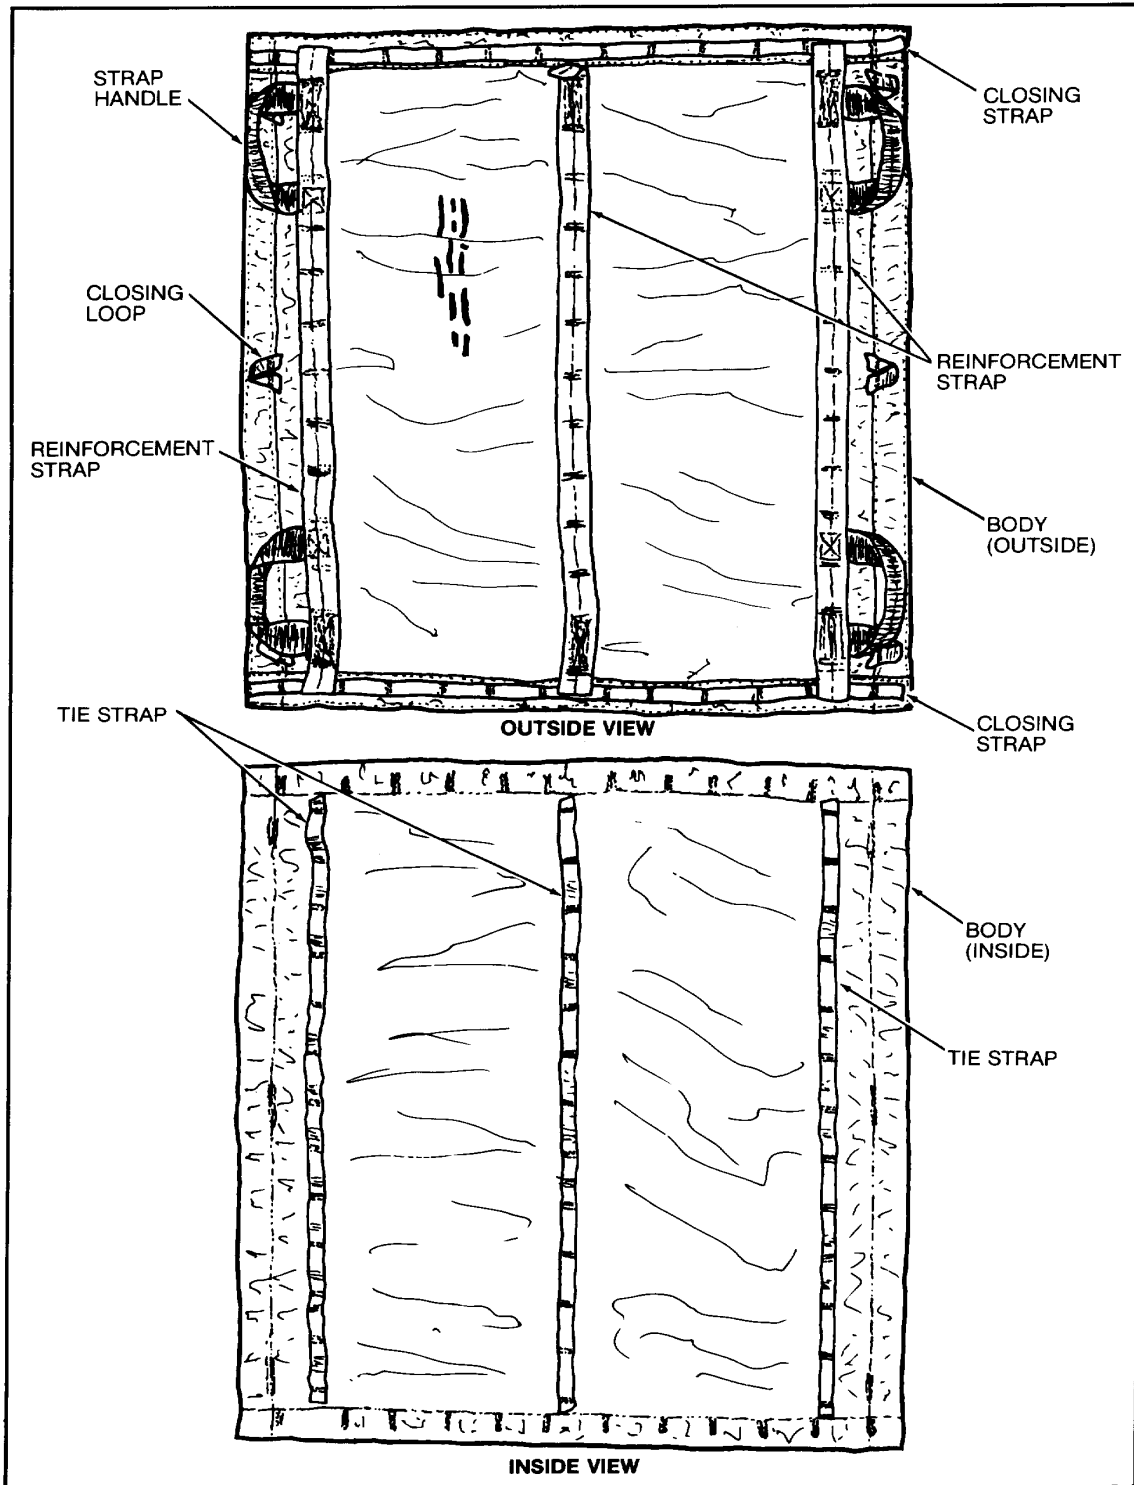 STRAP
HANDLE
CLOSING
STRAP
CLOSING
LOOP
REINFORCEMENT
STRAP
REINFORCEMENT
STRAP
BODY
(OUTSIDE)
CLOSING
STRAP
OUTSIDE VIEW
TIE STRAP
BODY
(INSIDE)
TIE STRAP
INSIDE VIEW